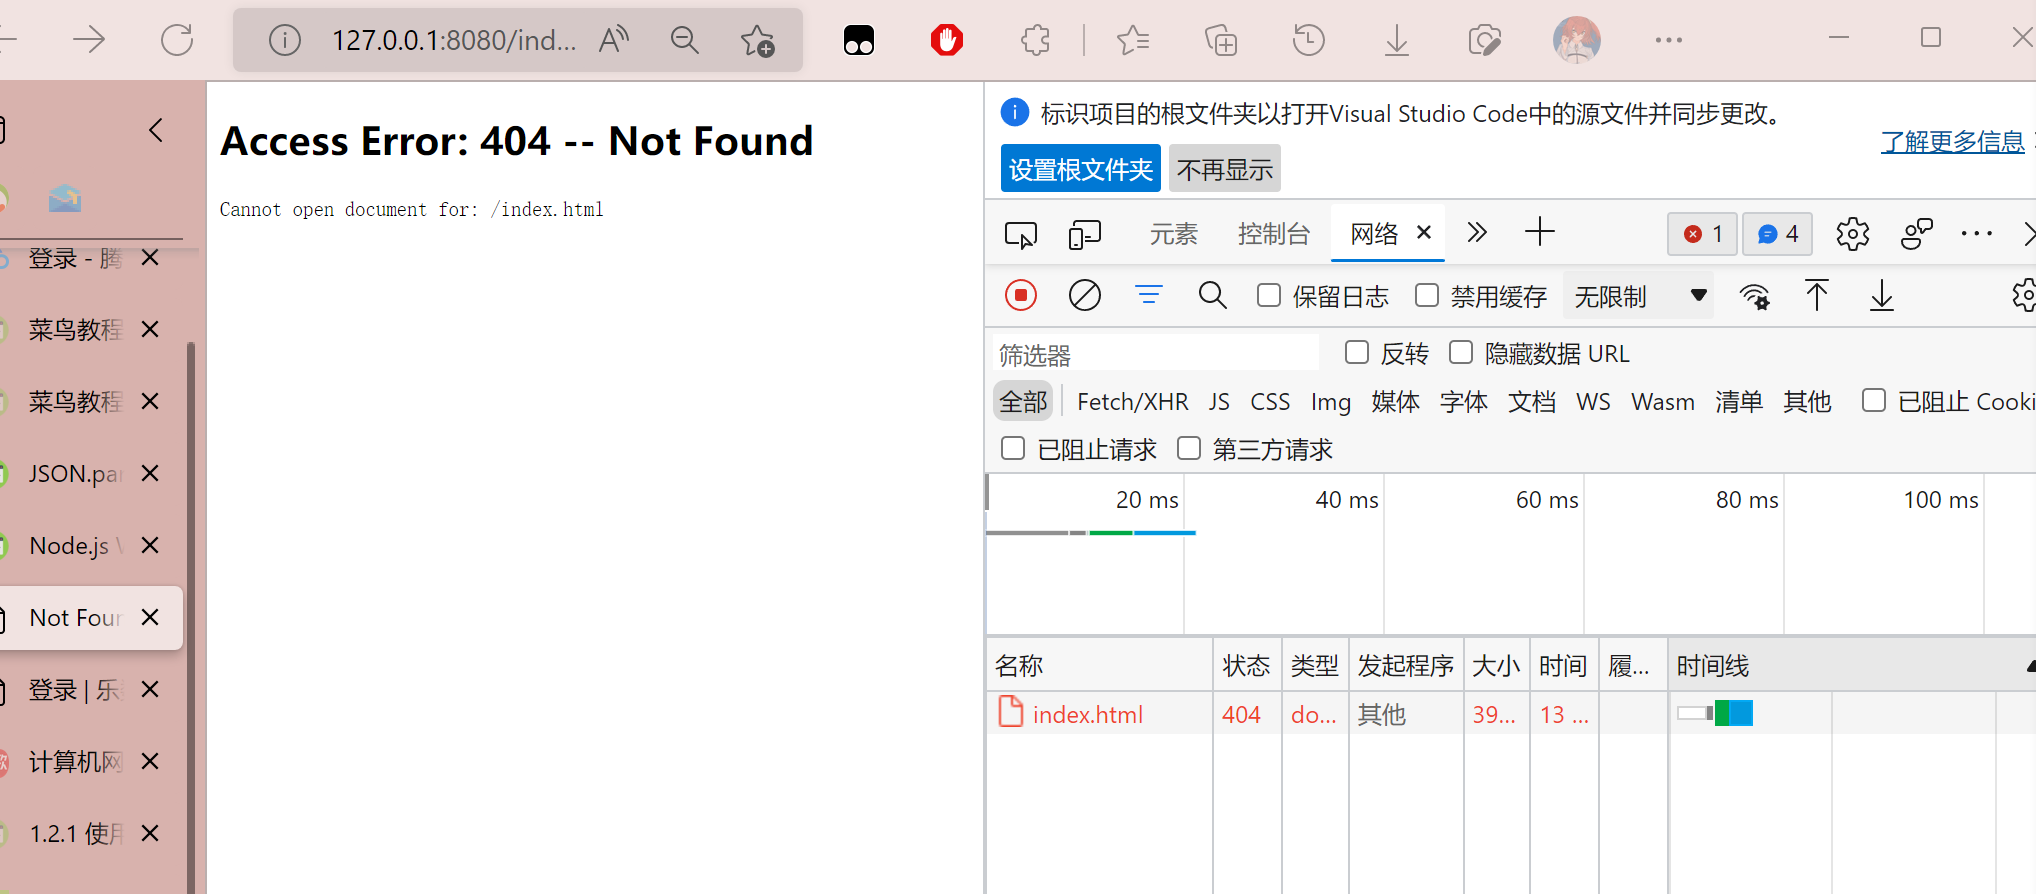 127.0.0.1:8080/ind...
登录 - 腾
菜鸟教程
菜鸟教程
JSON.par
Node.js
Not Foun
登录 | 乐
计算机网
1.2.1 使用
Access Error: 404 -- Not Found
Cannot open document for: /index.html
标识项目的根文件夹以打开Visual Studio Code中的源文件并同步更改。
了解更多信息
设置根文件夹 不再显示
元素 控制台 网络 1 4
保留日志 禁用缓存 无限制
筛选器 反转 隐藏数据 URL
全部 Fetch/XHR JS CSS Img 媒体 字体 文档 WS Wasm 清单 其他 已阻止 Cooki
已阻止请求 第三方请求
20 ms 40 ms 60 ms 80 ms 100 ms
名称 状态 类型 发起程序 大小 时间 履... 时间线
index.html 404 do... 其他 39... 13 ...